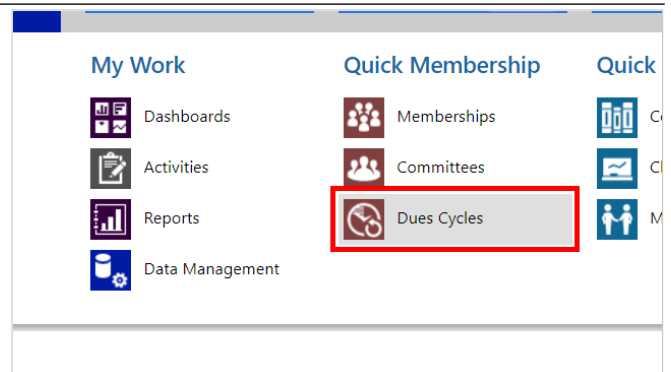 My Work
Dashboards
Activities
Reports
Data Management
Quick Membership
Memberships
Committees
Dues Cycles
Quick